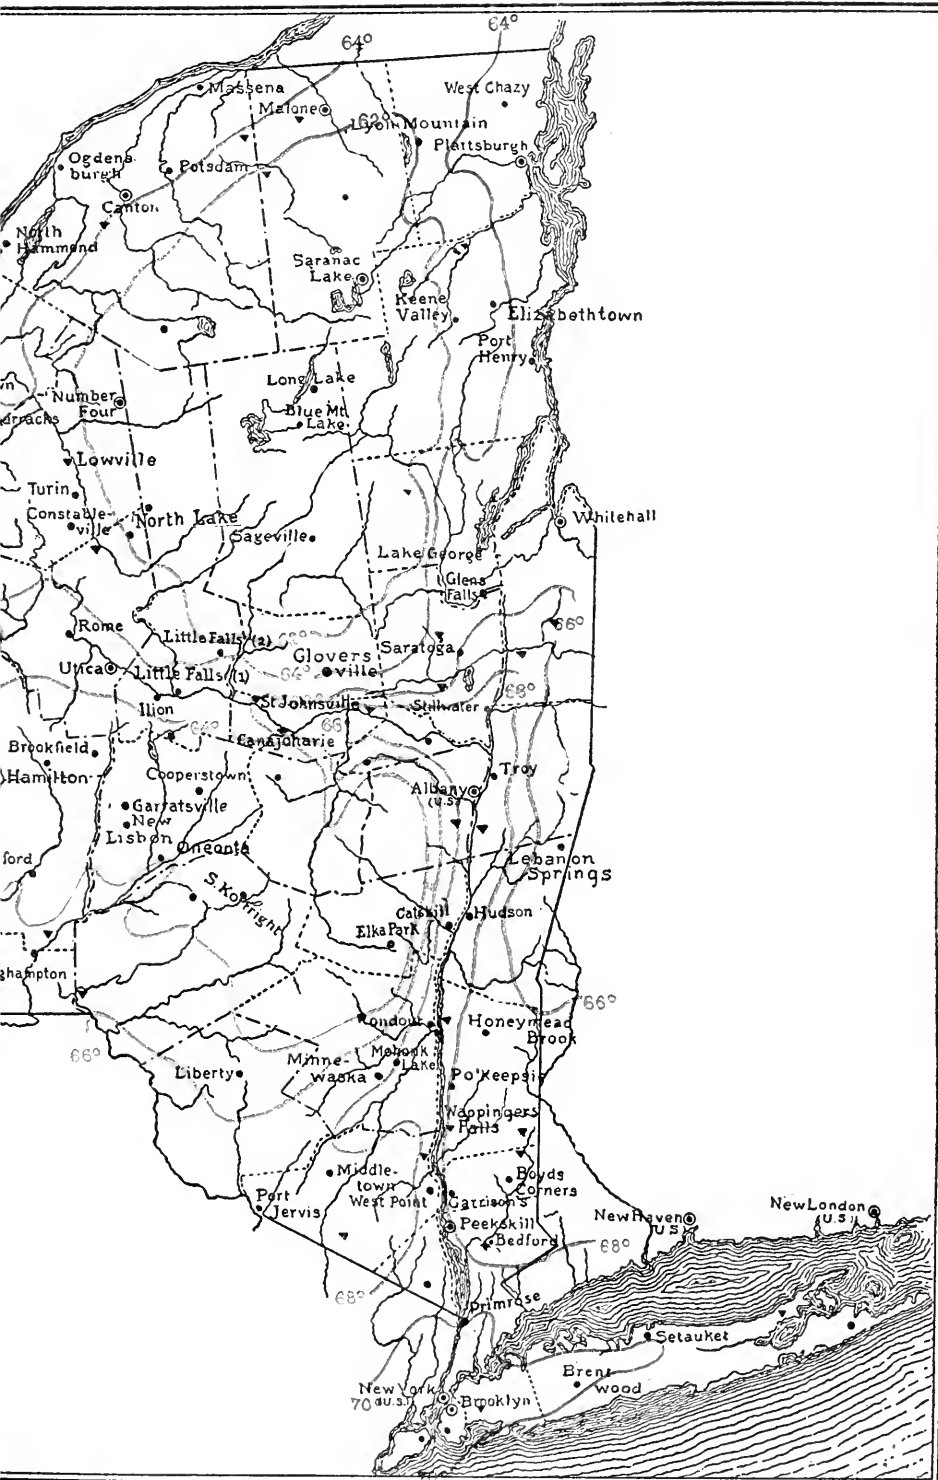 64°
64°
Massena
West Chazy
Malone
62°
Lyon Mountain
Plattsburgh
Ogdens-
burgh
Potsdam
Canton
North
Hammond
Saranac
Lake
Keene
Valley
Elizabethtown
Port
Henry
Long Lake
Number
Four
Blue Mt.
Lake
Lowville
Turin
Constable-
ville
North Lake
Whitehall
Sageville
Lake George
Glens
Falls
66°
Rome
Little Falls (2)
Saratoga
Glovers
ville
Utica
Little Falls (1)
64°
68°
Ilion
St Johnsville
Stillwater
64°
66
Canajoharie
Brookfield
Hamilton
Cooperstown
Troy
Albany
(U.S.)
Garratsville
New
Lisbon
Oneonta
Lebanon
Springs
ford
S. Kortright
Catskill
Hudson
Elka Park
ghampton
66°
Rondout
Honeymead
Brook
66°
Minne-
waska
Mohonk
Lake
Liberty
Po'keepsie
Wappingers
Falls
Middle-
town
West Point
Boyds
Corners
Garrison's
Port
Jervis
Peekskill
New Haven
U S
New London
(U.S.)
Bedford
68°
68°
Primrose
Setauket
Brent
wood
New York
70° (U.S.)
Brooklyn